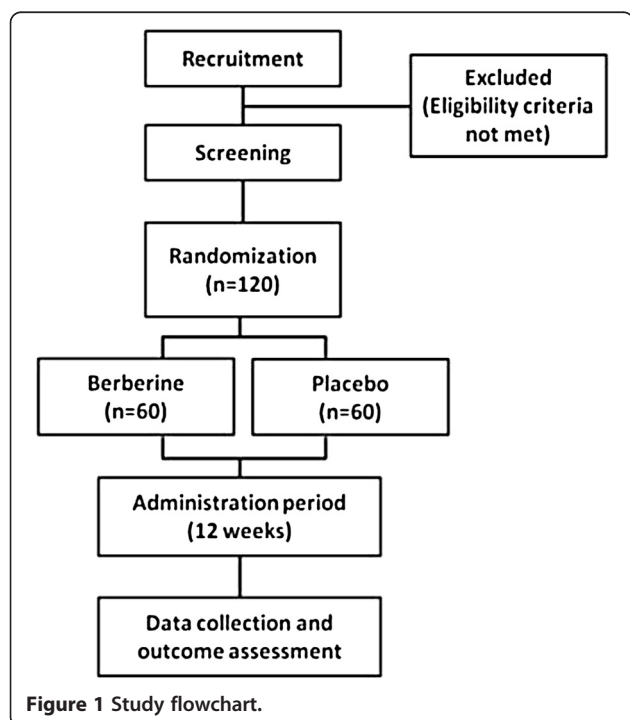 Recruitment
Excluded
(Eligibility criteria
not met)
Screening
Randomization
(n=120)
Berberine
(n=60)
Placebo
(n=60)
Administration period
(12 weeks)
Data collection and
outcome assessment
Figure 1 Study flowchart.